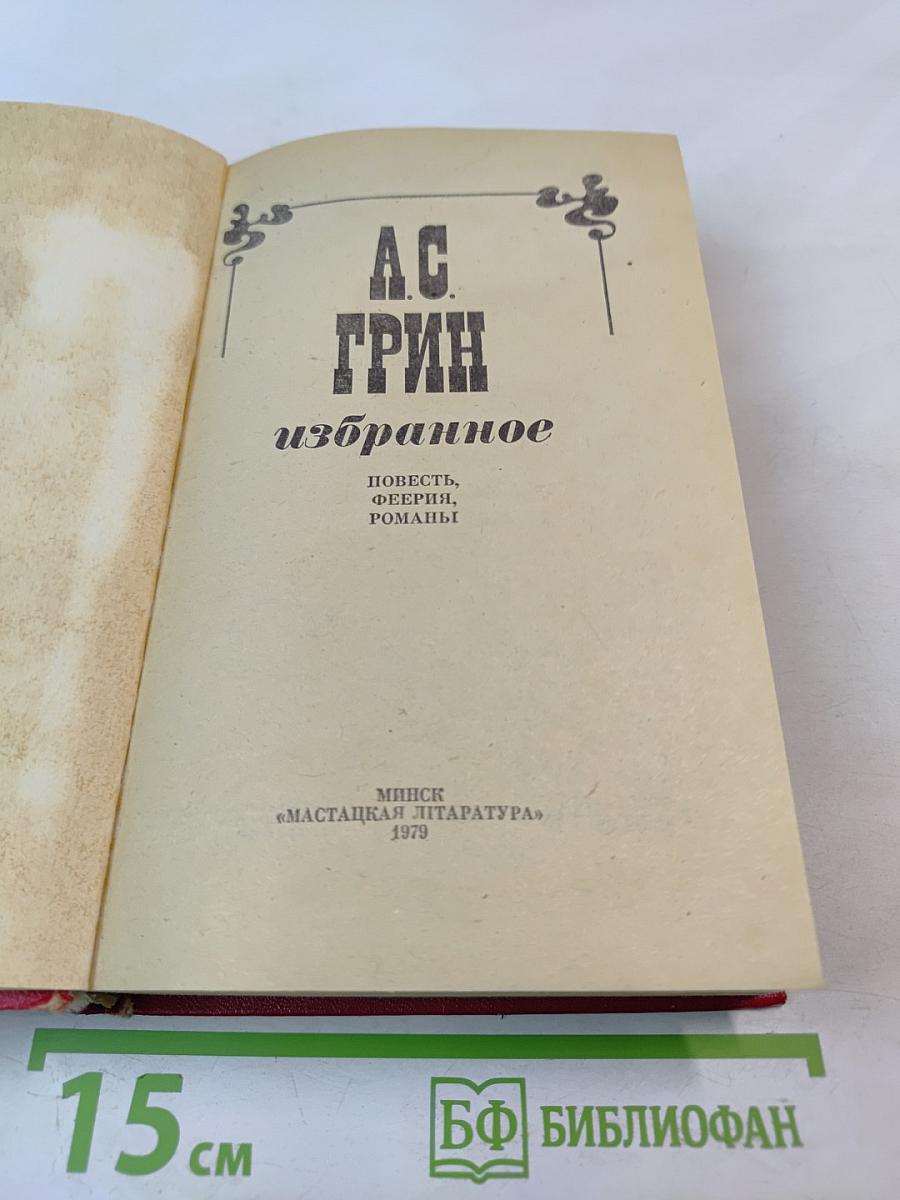 А.С.
ГРИН
избранное
ПОВЕСТЬ,
ФЕЕРИЯ,
РОМАНЫ
МИНСК
«МАСТАЦКАЯ ЛІТАРАТУРА»
1979
15 см
БФ БИБЛИОФАН